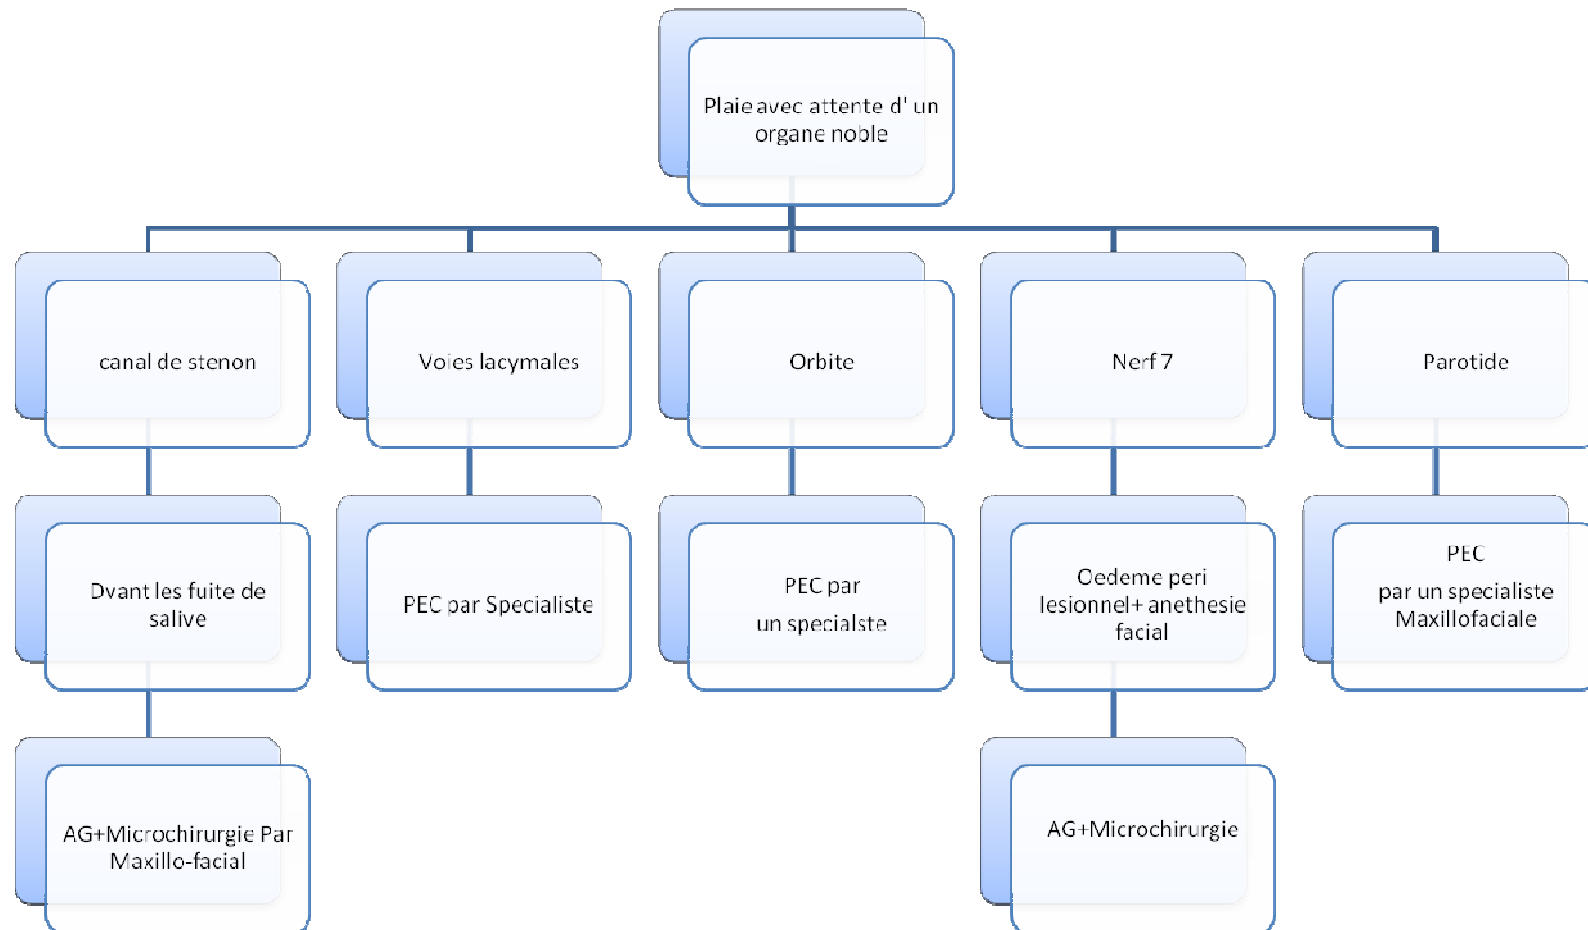 Plaie avec attente d' un
organe noble
canal de stenon
Voies lacymales
Orbite
Nerf 7
Parotide
Dvant les fuite de
salive
PEC par Specialiste
PEC par
un specialste
Oedeme peri
lesionnel+ anethesie
facial
PEC
par un specialiste
Maxillofaciale
AG+Microchirurgie Par
Maxillo-facial
AG+Microchirurgie